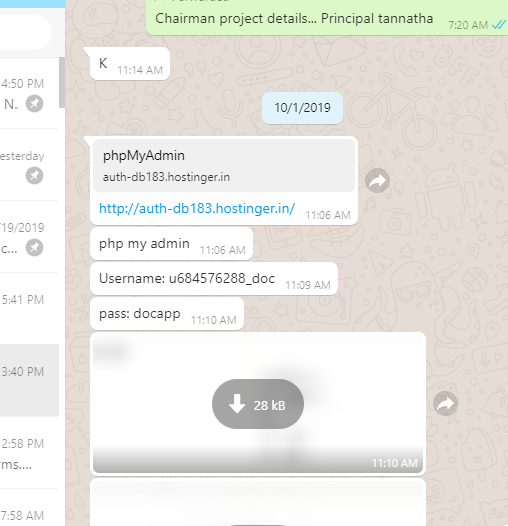 Chairman project details... Principal tannatha
7:20 AM
K
11:14 AM
4:50 PM
N.
10/1/2019
phpMyAdmin
auth-db183.hostinger.in
http://auth-db183.hostinger.in/
11:06 AM
php my admin
11:06 AM
Username: u684576288_doc
11:09 AM
pass: docapp
11:10 AM
28 kB
11:10 AM
esterday
/19/2019
c...
5:41 PM
3:40 PM
2:58 PM
rms....
7:58 AM